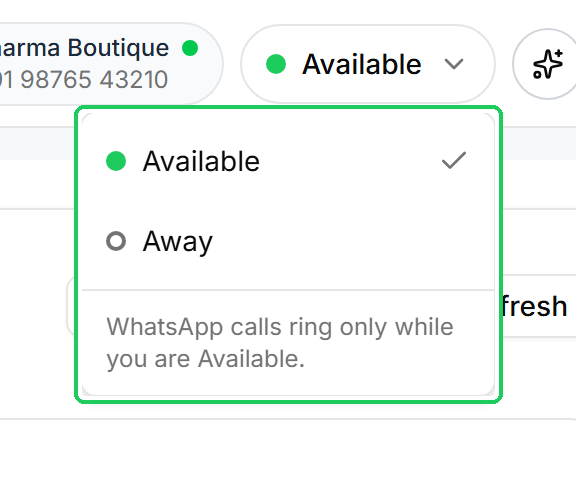 arma Boutique
91 98765 43210
Available
Available
Away
fresh
WhatsApp calls ring only while
you are Available.